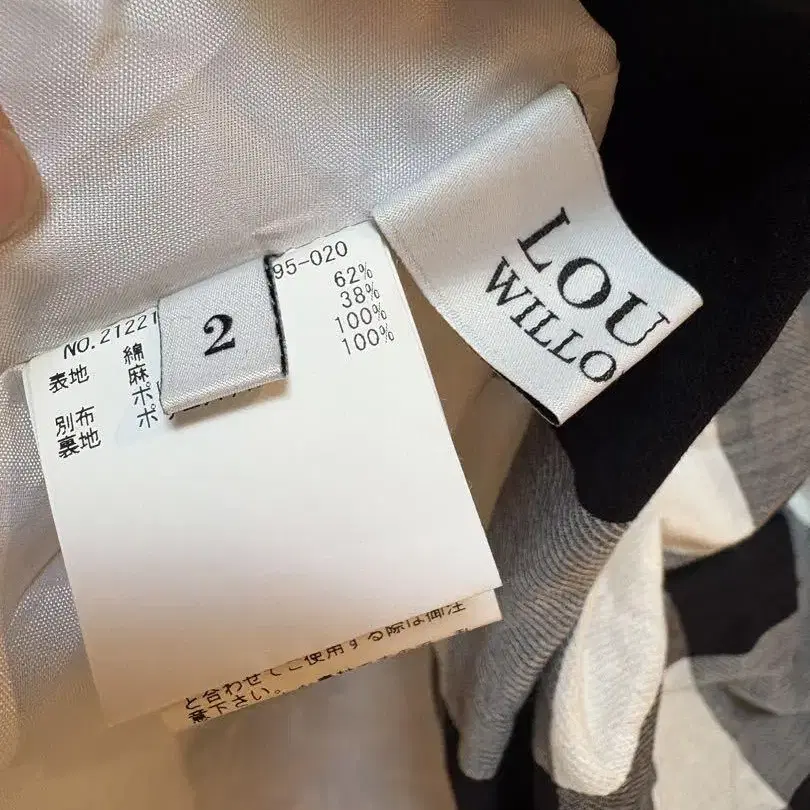 LOU
WILLO
2
NO.21221 95-020
表地 綿 62%
麻 38%
別布 ポ 100%
裏地 ポ 100%
と合わせてご使用する際は御注
意下さい。